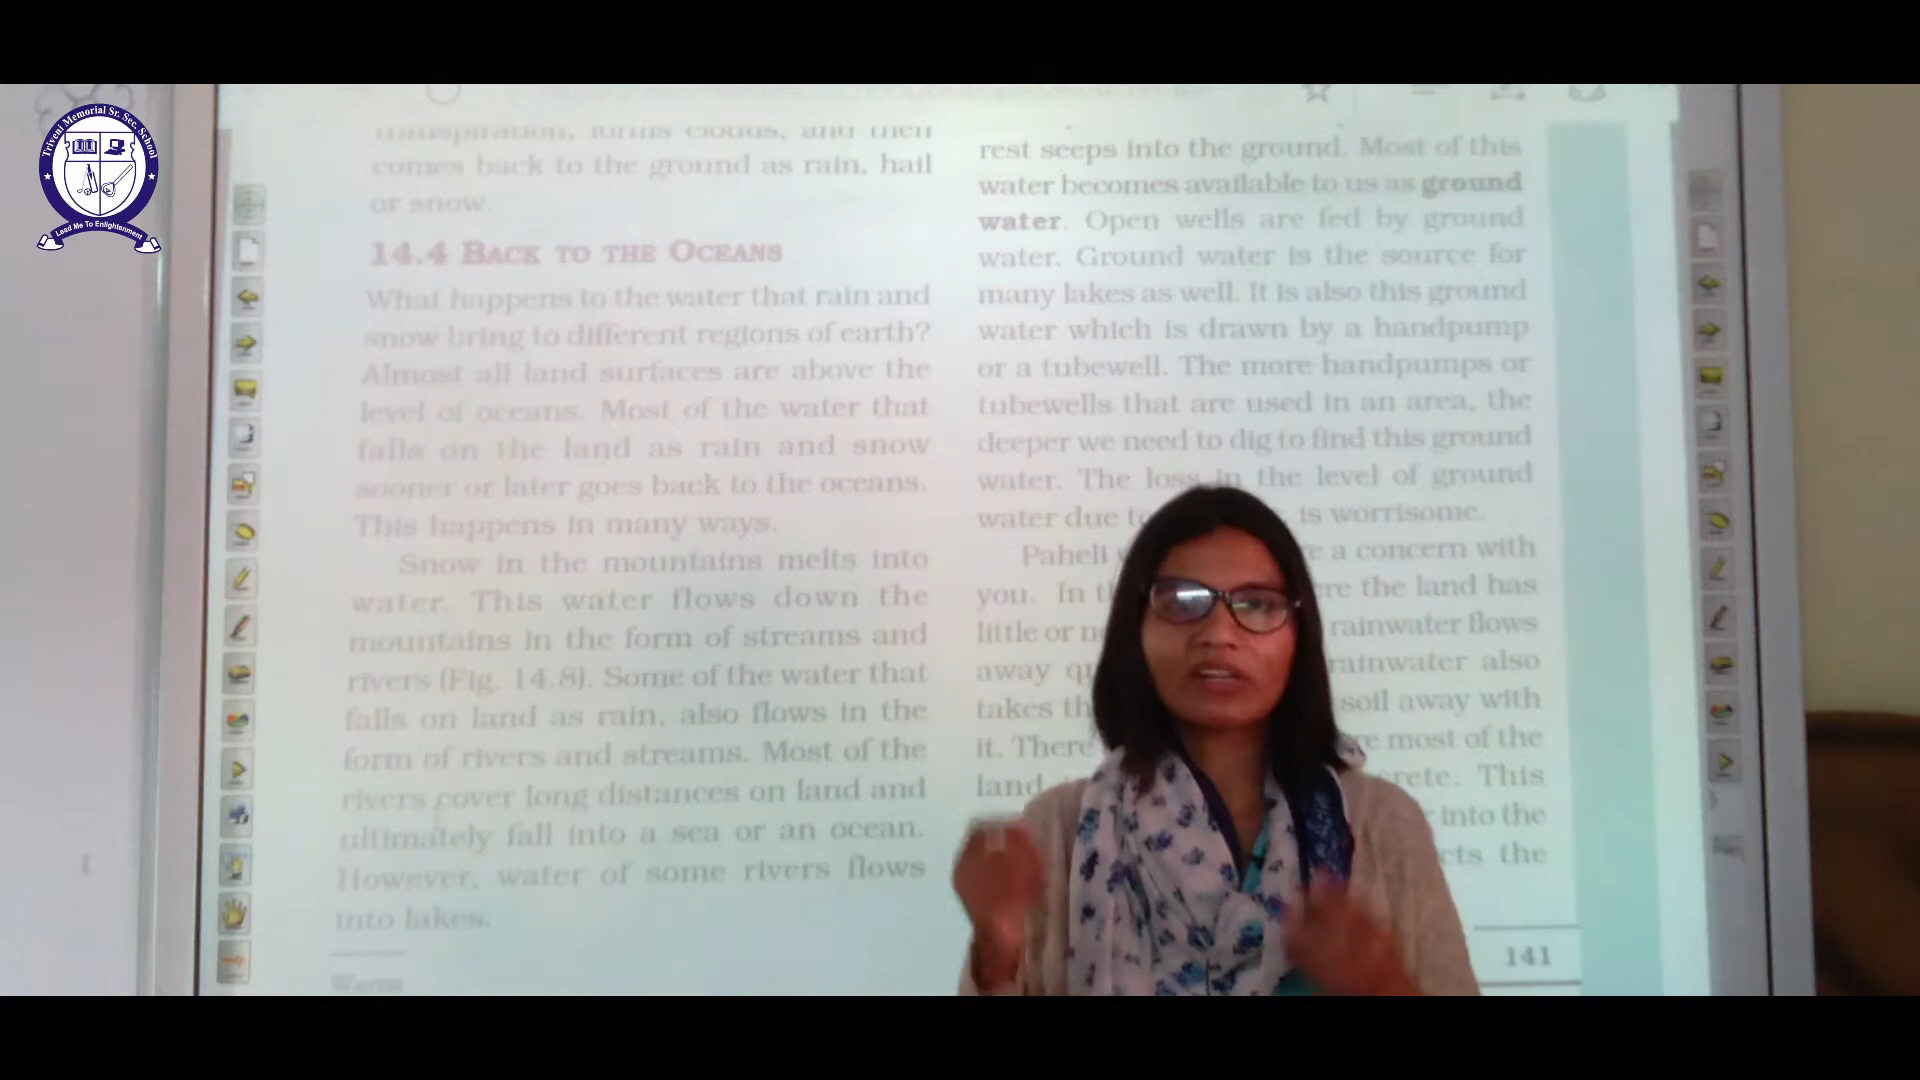 Triveni Memorial Sr. Sec. School
Lead Me To Enlightenment
transpiration, forms clouds, and then
comes back to the ground as rain, hail
or snow.
14.4 BACK TO THE OCEANS
What happens to the water that rain and
snow bring to different regions of earth?
Almost all land surfaces are above the
level of oceans. Most of the water that
falls on the land as rain and snow
sooner or later goes back to the oceans.
This happens in many ways.
Snow in the mountains melts into
water. This water flows down the
mountains in the form of streams and
rivers (Fig. 14.8). Some of the water that
falls on land as rain, also flows in the
form of rivers and streams. Most of the
rivers cover long distances on land and
ultimately fall into a sea or an ocean.
However, water of some rivers flows
into lakes.
WATER
rest seeps into the ground. Most of this
water becomes available to us as ground
water. Open wells are fed by ground
water. Ground water is the source for
many lakes as well. It is also this ground
water which is drawn by a handpump
or a tubewell. The more handpumps or
tubewells that are used in an area, the
deeper we need to dig to find this ground
water. The loss in the level of ground
water due to is worrisome.
Paheli a concern with
you. In the land has
little or rainwater flows
away rainwater also
takes soil away with
it. There most of the
land This
into the
the
141